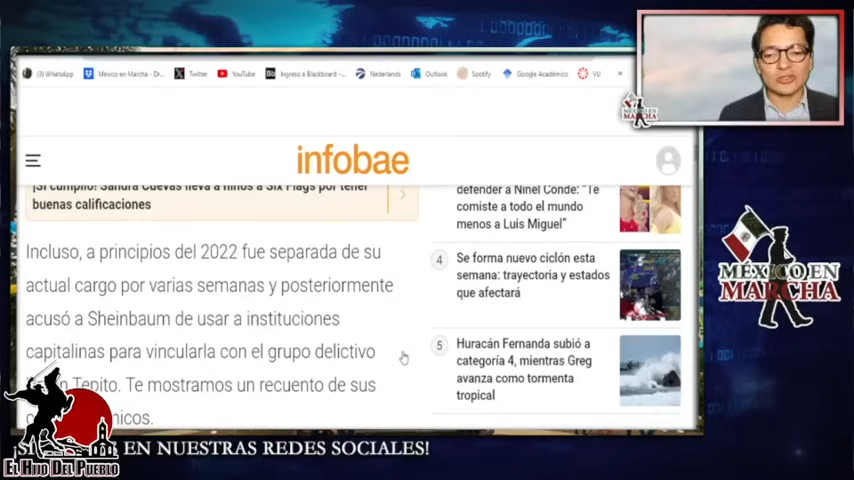 (3) WhatsApp
Mexico en Marcha - Dr...
Twitter
YouTube
Ingreso a Blackboard -...
Nederlands
Outlook
Spotify
Google Académico
VU
»
infobae
¡Sí cumplió! Sandra Cuevas lleva a niños a Six Flags por tener
buenas calificaciones
Incluso, a principios del 2022 fue separada de su
actual cargo por varias semanas y posteriormente
acusó a Sheinbaum de usar a instituciones
capitalinas para vincularla con el grupo delictivo
Tepito. Te mostramos un recuento de sus
defender a Ninel Conde: "Te
comiste a todo el mundo
menos a Luis Miguel"
4
Se forma nuevo ciclón esta
semana: trayectoria y estados
que afectará
5
Huracán Fernanda subió a
categoría 4, mientras Greg
avanza como tormenta
tropical
MÉXICO EN
MARCHA
MÉXICO EN
MARCHA
EN NUESTRAS REDES SOCIALES!
EL HIJO DEL PUEBLO